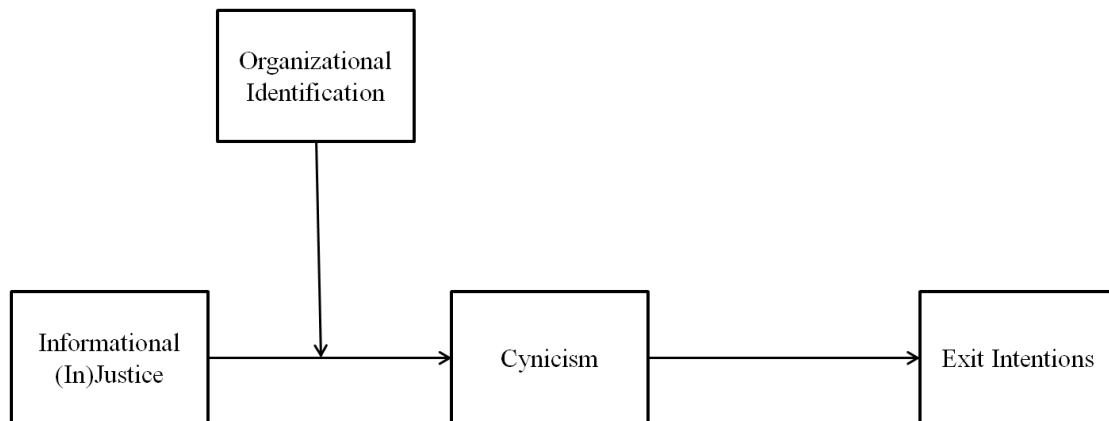 Organizational
Identification
Informational
(In)Justice
Cynicism
Exit Intentions